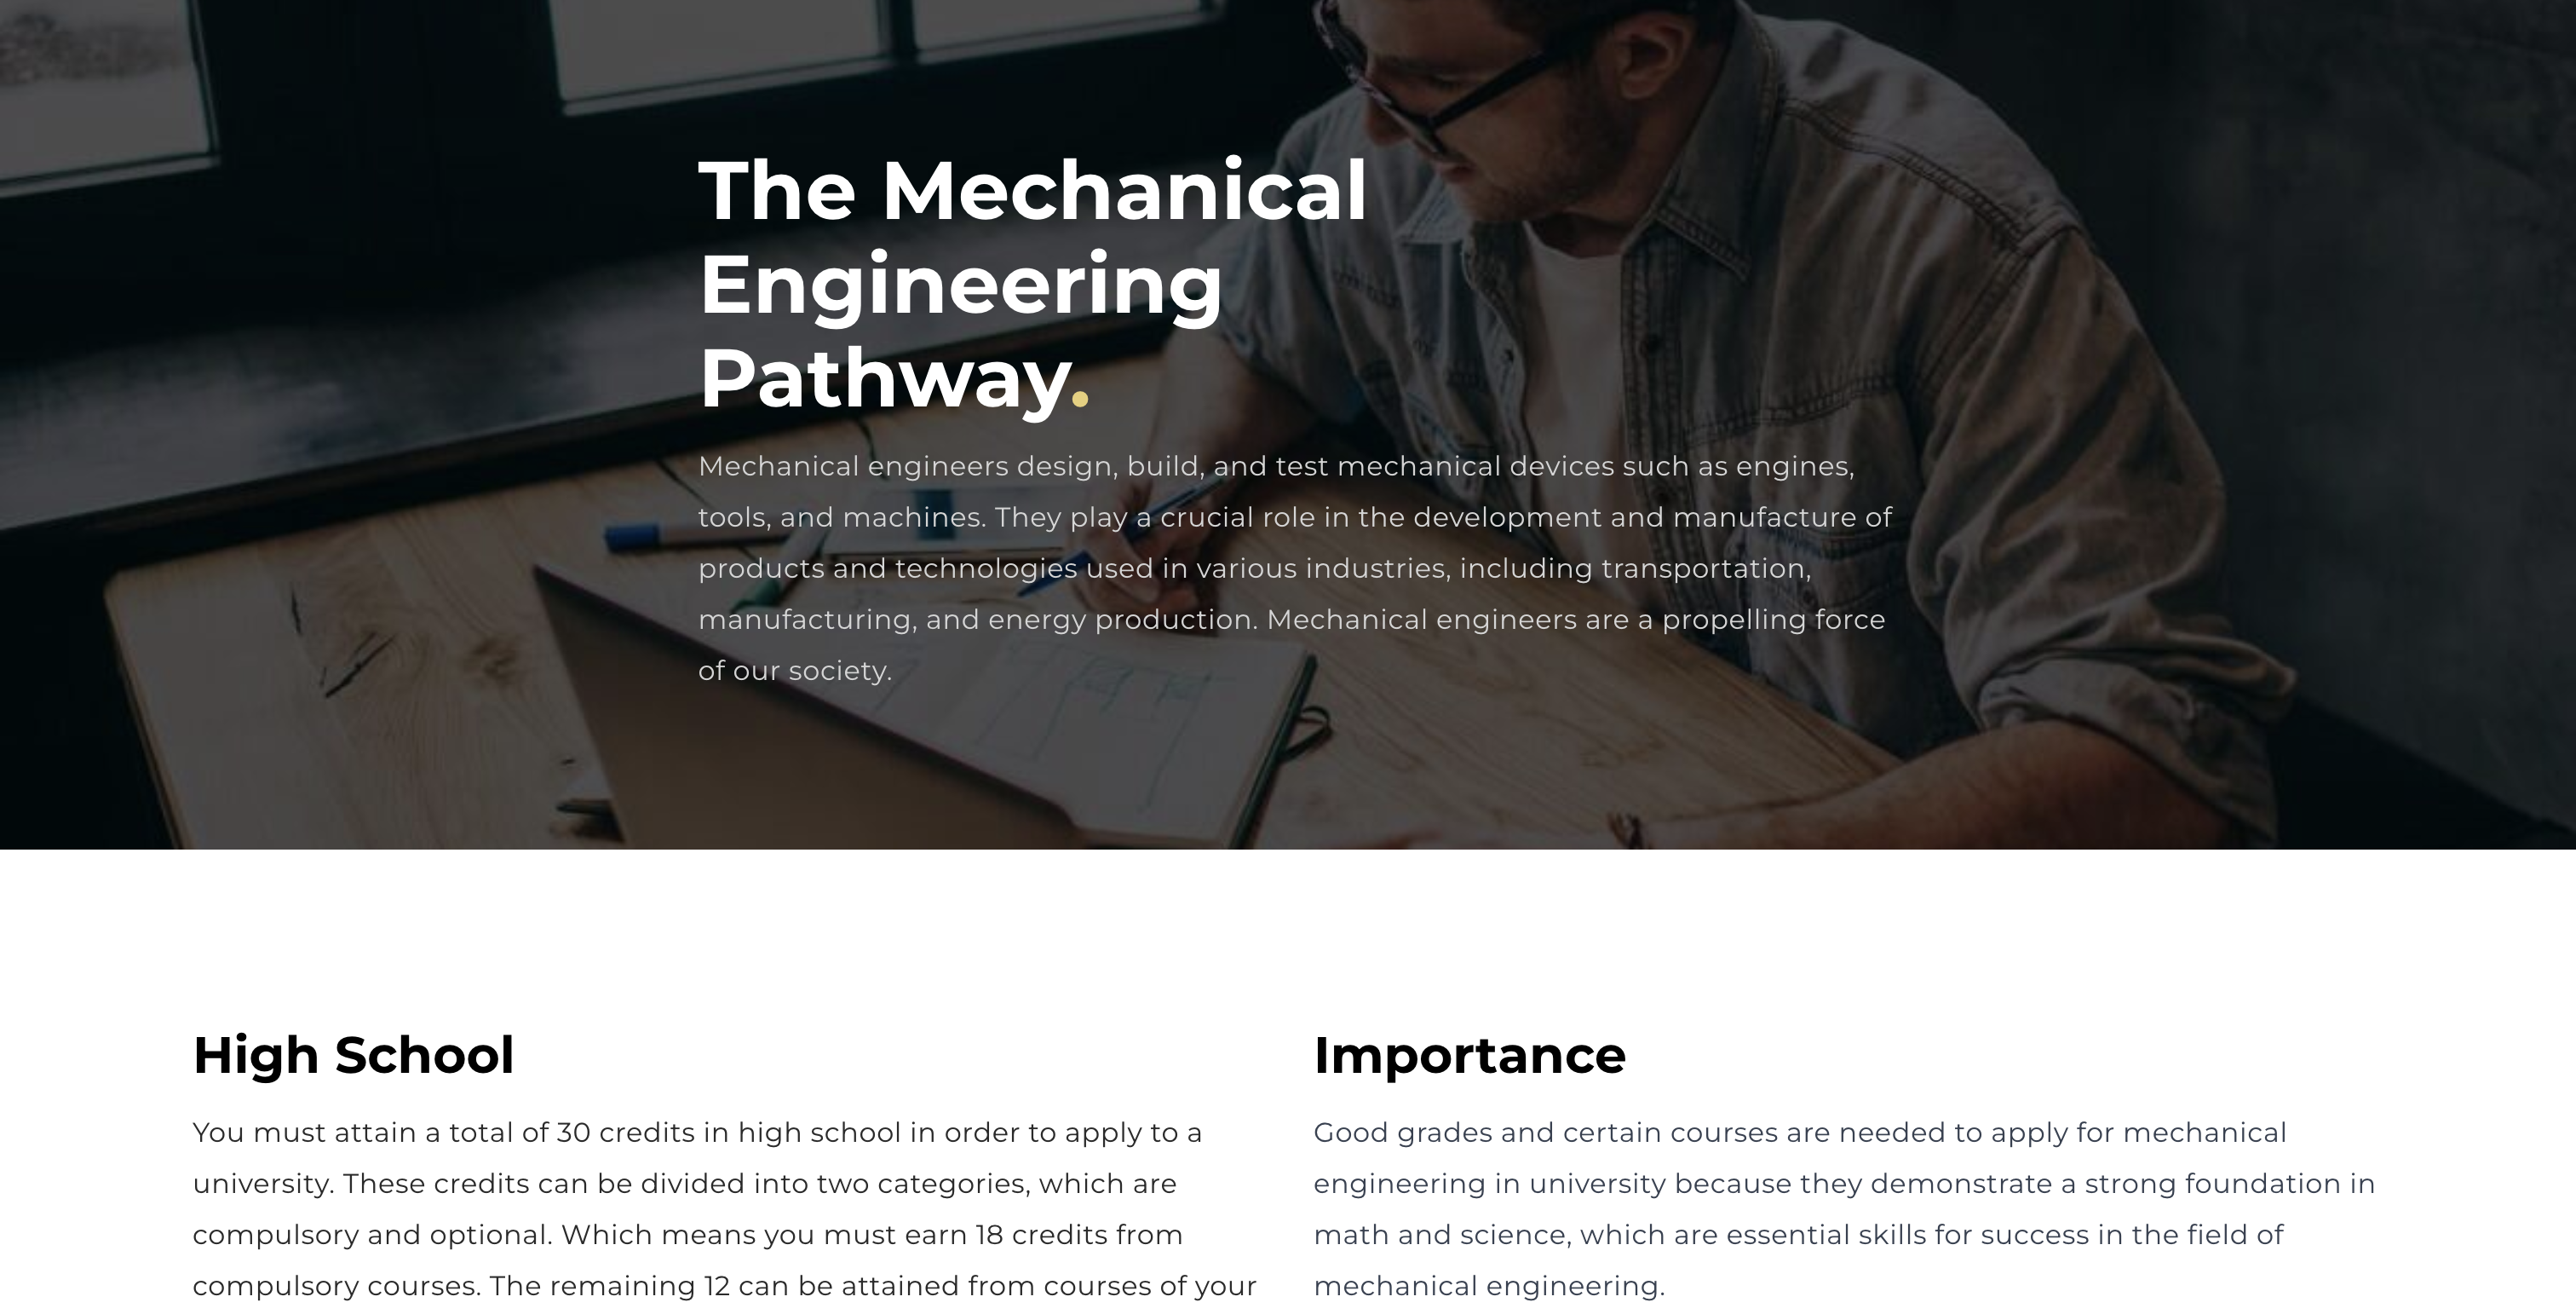 The Mechanical
Engineering
Pathway.
Mechanical engineers design, build, and test mechanical devices such as engines,
tools, and machines. They play a crucial role in the development and manufacture of
products and technologies used in various industries, including transportation,
manufacturing, and energy production. Mechanical engineers are a propelling force
of our society.
High School
You must attain a total of 30 credits in high school in order to apply to a
university. These credits can be divided into two categories, which are
compulsory and optional. Which means you must earn 18 credits from
compulsory courses. The remaining 12 can be attained from courses of your
Importance
Good grades and certain courses are needed to apply for mechanical
engineering in university because they demonstrate a strong foundation in
math and science, which are essential skills for success in the field of
mechanical engineering.